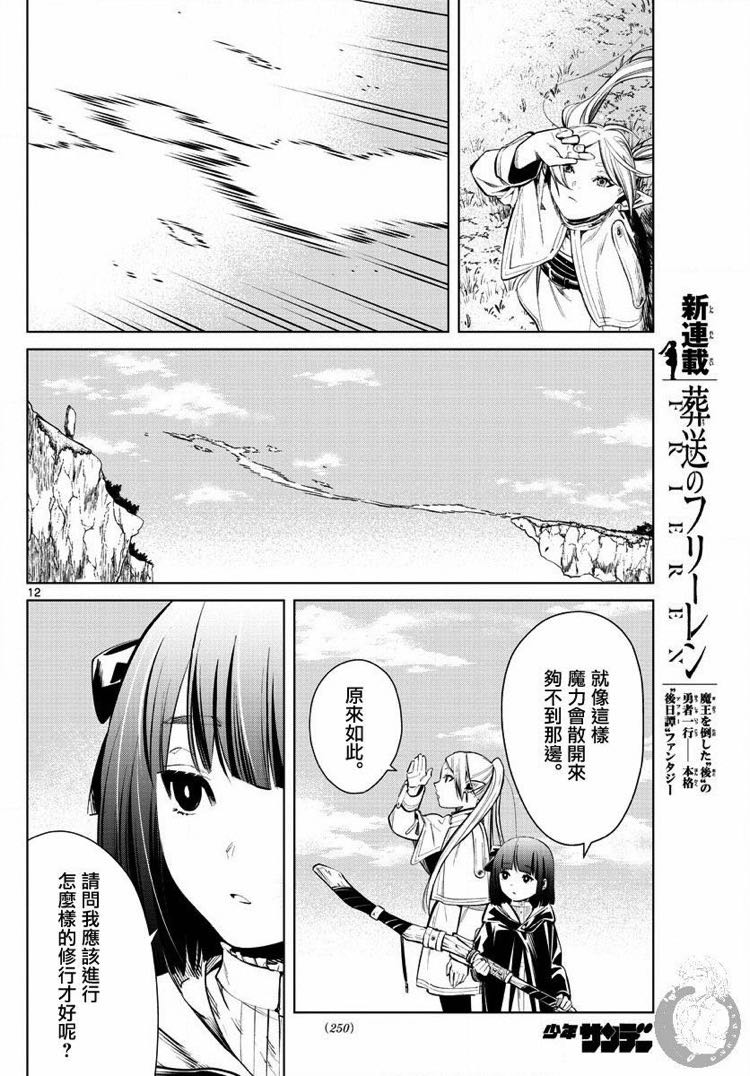 新連載
葬送のフリーレン
FRIEREN
魔王を倒した“後”の
勇者一行――本格
“後日譚”ファンタジー
12
就像這樣
魔力會散開來
夠不到那邊。
原來如此。
請問我應該進行
怎麼樣的修行才好呢？
(250)
少年サンデー